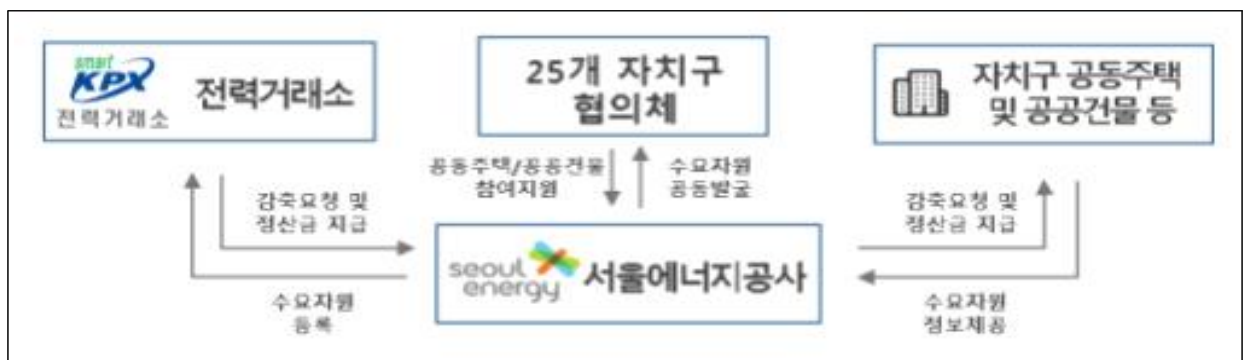 smart
KPX
전력거래소
전력거래소
25개 자치구
협의체
자치구 공동주택
및 공공건물 등
공동주택/공공건물
참여지원
수요자원
공동발굴
감축요청 및
정산금 지급
감축요청 및
정산금 지급
seoul
energy
서울에너지공사
수요자원
등록
수요자원
정보제공